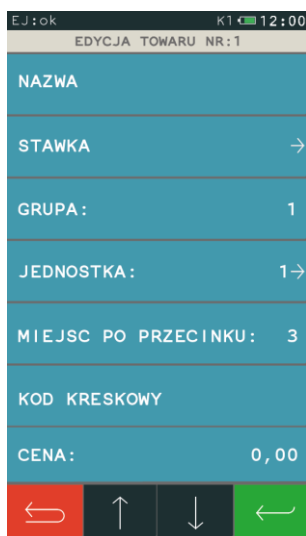 EJ:ok K1 12:00
EDYCJA TOWARU NR:1
NAZWA
STAWKA →
GRUPA: 1
JEDNOSTKA: 1→
MIEJSC PO PRZECINKU: 3
KOD KRESKOWY
CENA: 0,00